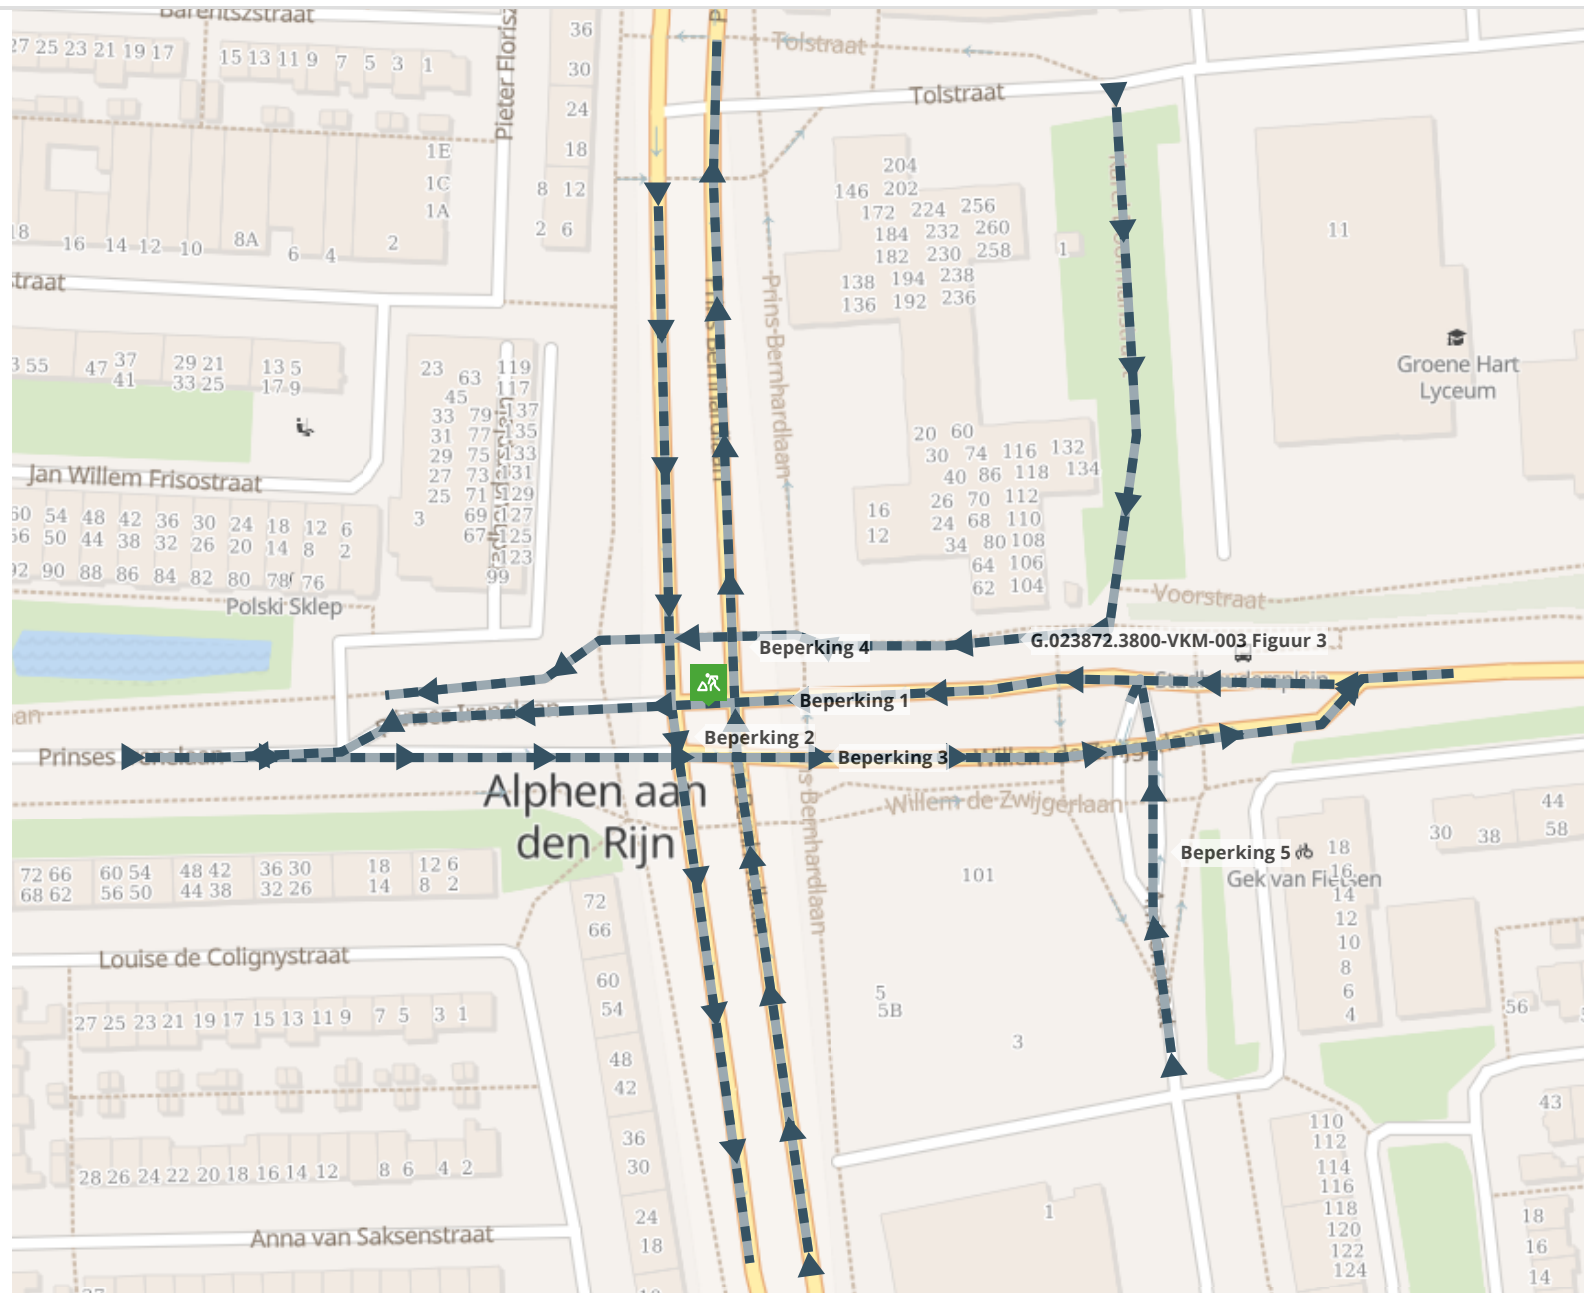 Barentszstraat
27 25 23 21 19 17
15 13 11 9 7 5 3 1
Pieter Florisz
36
30
24
18
8 12
2 6
Tolstraat
Tolstraat
1E
1C
1A
18 16 14 12 10 8A 6 4 2
204
146 202
172 224 256
184 232 260
182 230 258
138 194 238
136 192 236
1
11
Groene Hart
Lyceum
straat
Prins Bernhardlaan
Prins-Bernhardlaan
55 47 37 29 21 13 5
41 33 25 17 9
23 63 119
45 117
33 79 137
31 77 135
29 75 133
27 73 131
25 71 129
3 69 127
67 125
123
99
Jan Willem Frisostraat
60 54 48 42 36 30 24 18 12 6
56 50 44 38 32 26 20 14 8 2
92 90 88 86 84 82 80 78 76
Polski Sklep
20 60
30 74 116 132
40 86 118 134
16 26 70 112
12 24 68 110
34 80 108
64 106
62 104
Voorstraat
G.023872.3800-VKM-003 Figuur 3
Beperking 4
Stadhoudersplein
Beperking 1
Prinses Irenelaan
Beperking 2
Prinses Irenelaan
Beperking 3
Willem de Zwijgerlaan
Alphen aan
den Rijn
Willem de Zwijgerlaan
Bernhardlaan
72 66 60 54 48 42 36 30 18 12 6
68 62 56 50 44 38 32 26 14 8 2
Beperking 5
Gek van Fietsen
101
18
16
14
12
10
8
6
4
30 38 44
58
72
66
60
54
48
42
36
30
24
18
Louise de Colignystraat
27 25 23 21 19 17 15 13 11 9 7 5 3 1
5
5B
3
56
28 26 24 22 20 18 16 14 12 8 6 4 2
43
110
112
114
116
118
120
122
124
1
18
16
14
Anna van Saksenstraat